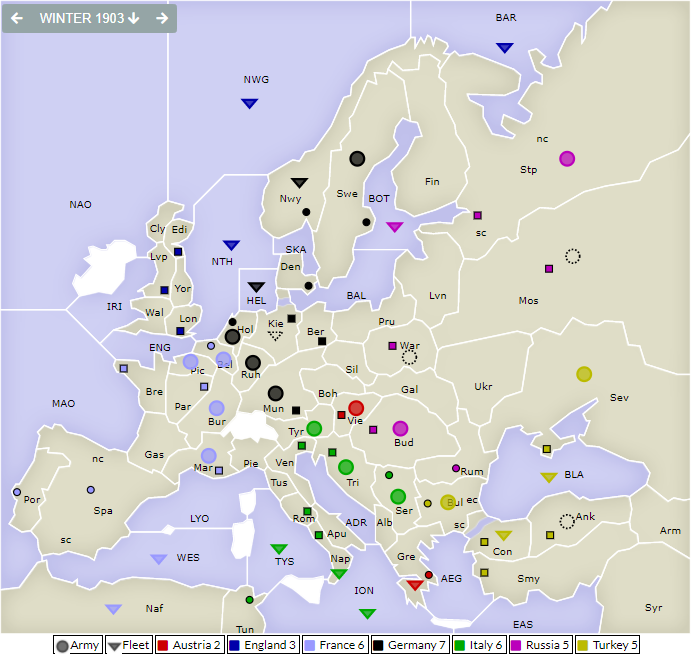 ← WINTER 1903 ↓ →
BAR
NWG
nc
Stp
Fin
Swe
BOT
Nwy
NAO
Cly Edi
sc
SKA
Lvp
NTH
Den
Mos
HEL
BAL
Lvn
Yor
IRI
Wal
Lon
Kie
Pru
Hol
Ber
ENG
War
Pic
Bel
Ruh
Sil
Gal
Ukr
Sev
MAO
Bre
Boh
Par
Mun
Bur
Vie
Tyr
Bud
Gas
nc
Mar
Pie
Ven
Rum
BLA
Tus
Tri
Por
Spa
Ser
Bul
ec
LYO
Rom
Ank
ADR
Alb
sc
Arm
sc
Apu
Con
WES
TYS
Nap
Gre
AEG
Smy
ION
Naf
Syr
EAS
Tun
Army Fleet Austria 2 England 3 France 6 Germany 7 Italy 6 Russia 5 Turkey 5